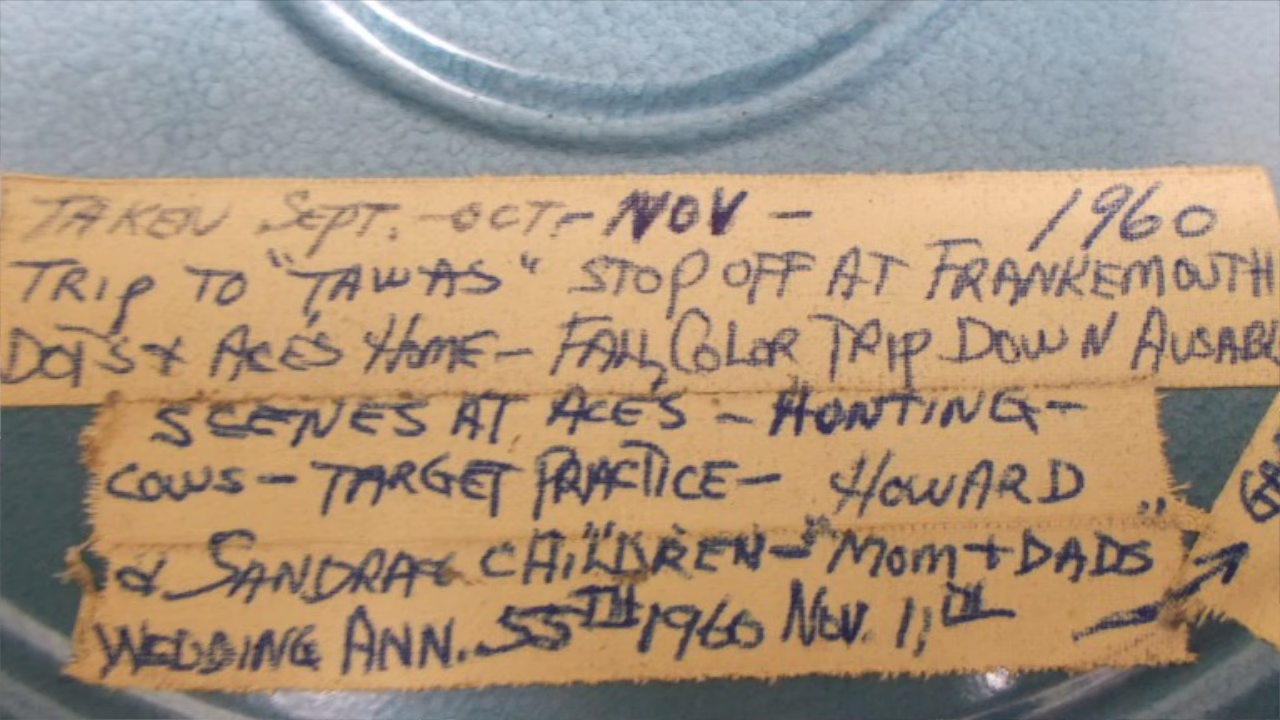 TAKEN SEPT. - OCT - NOV - 1960
TRIP TO "TAWAS" STOP OFF AT FRANKEMOUTH
DOT'S + ACE'S HOME - FALL COLOR TRIP DOWN AUSABL
SCENES AT ACE'S - HUNTING -
COWS - TARGET PRACTICE - HOWARD
& SANDRA & CHILDREN - "MOM + DADS"
WEDDING ANN. 55TH 1960 NOV. 1,